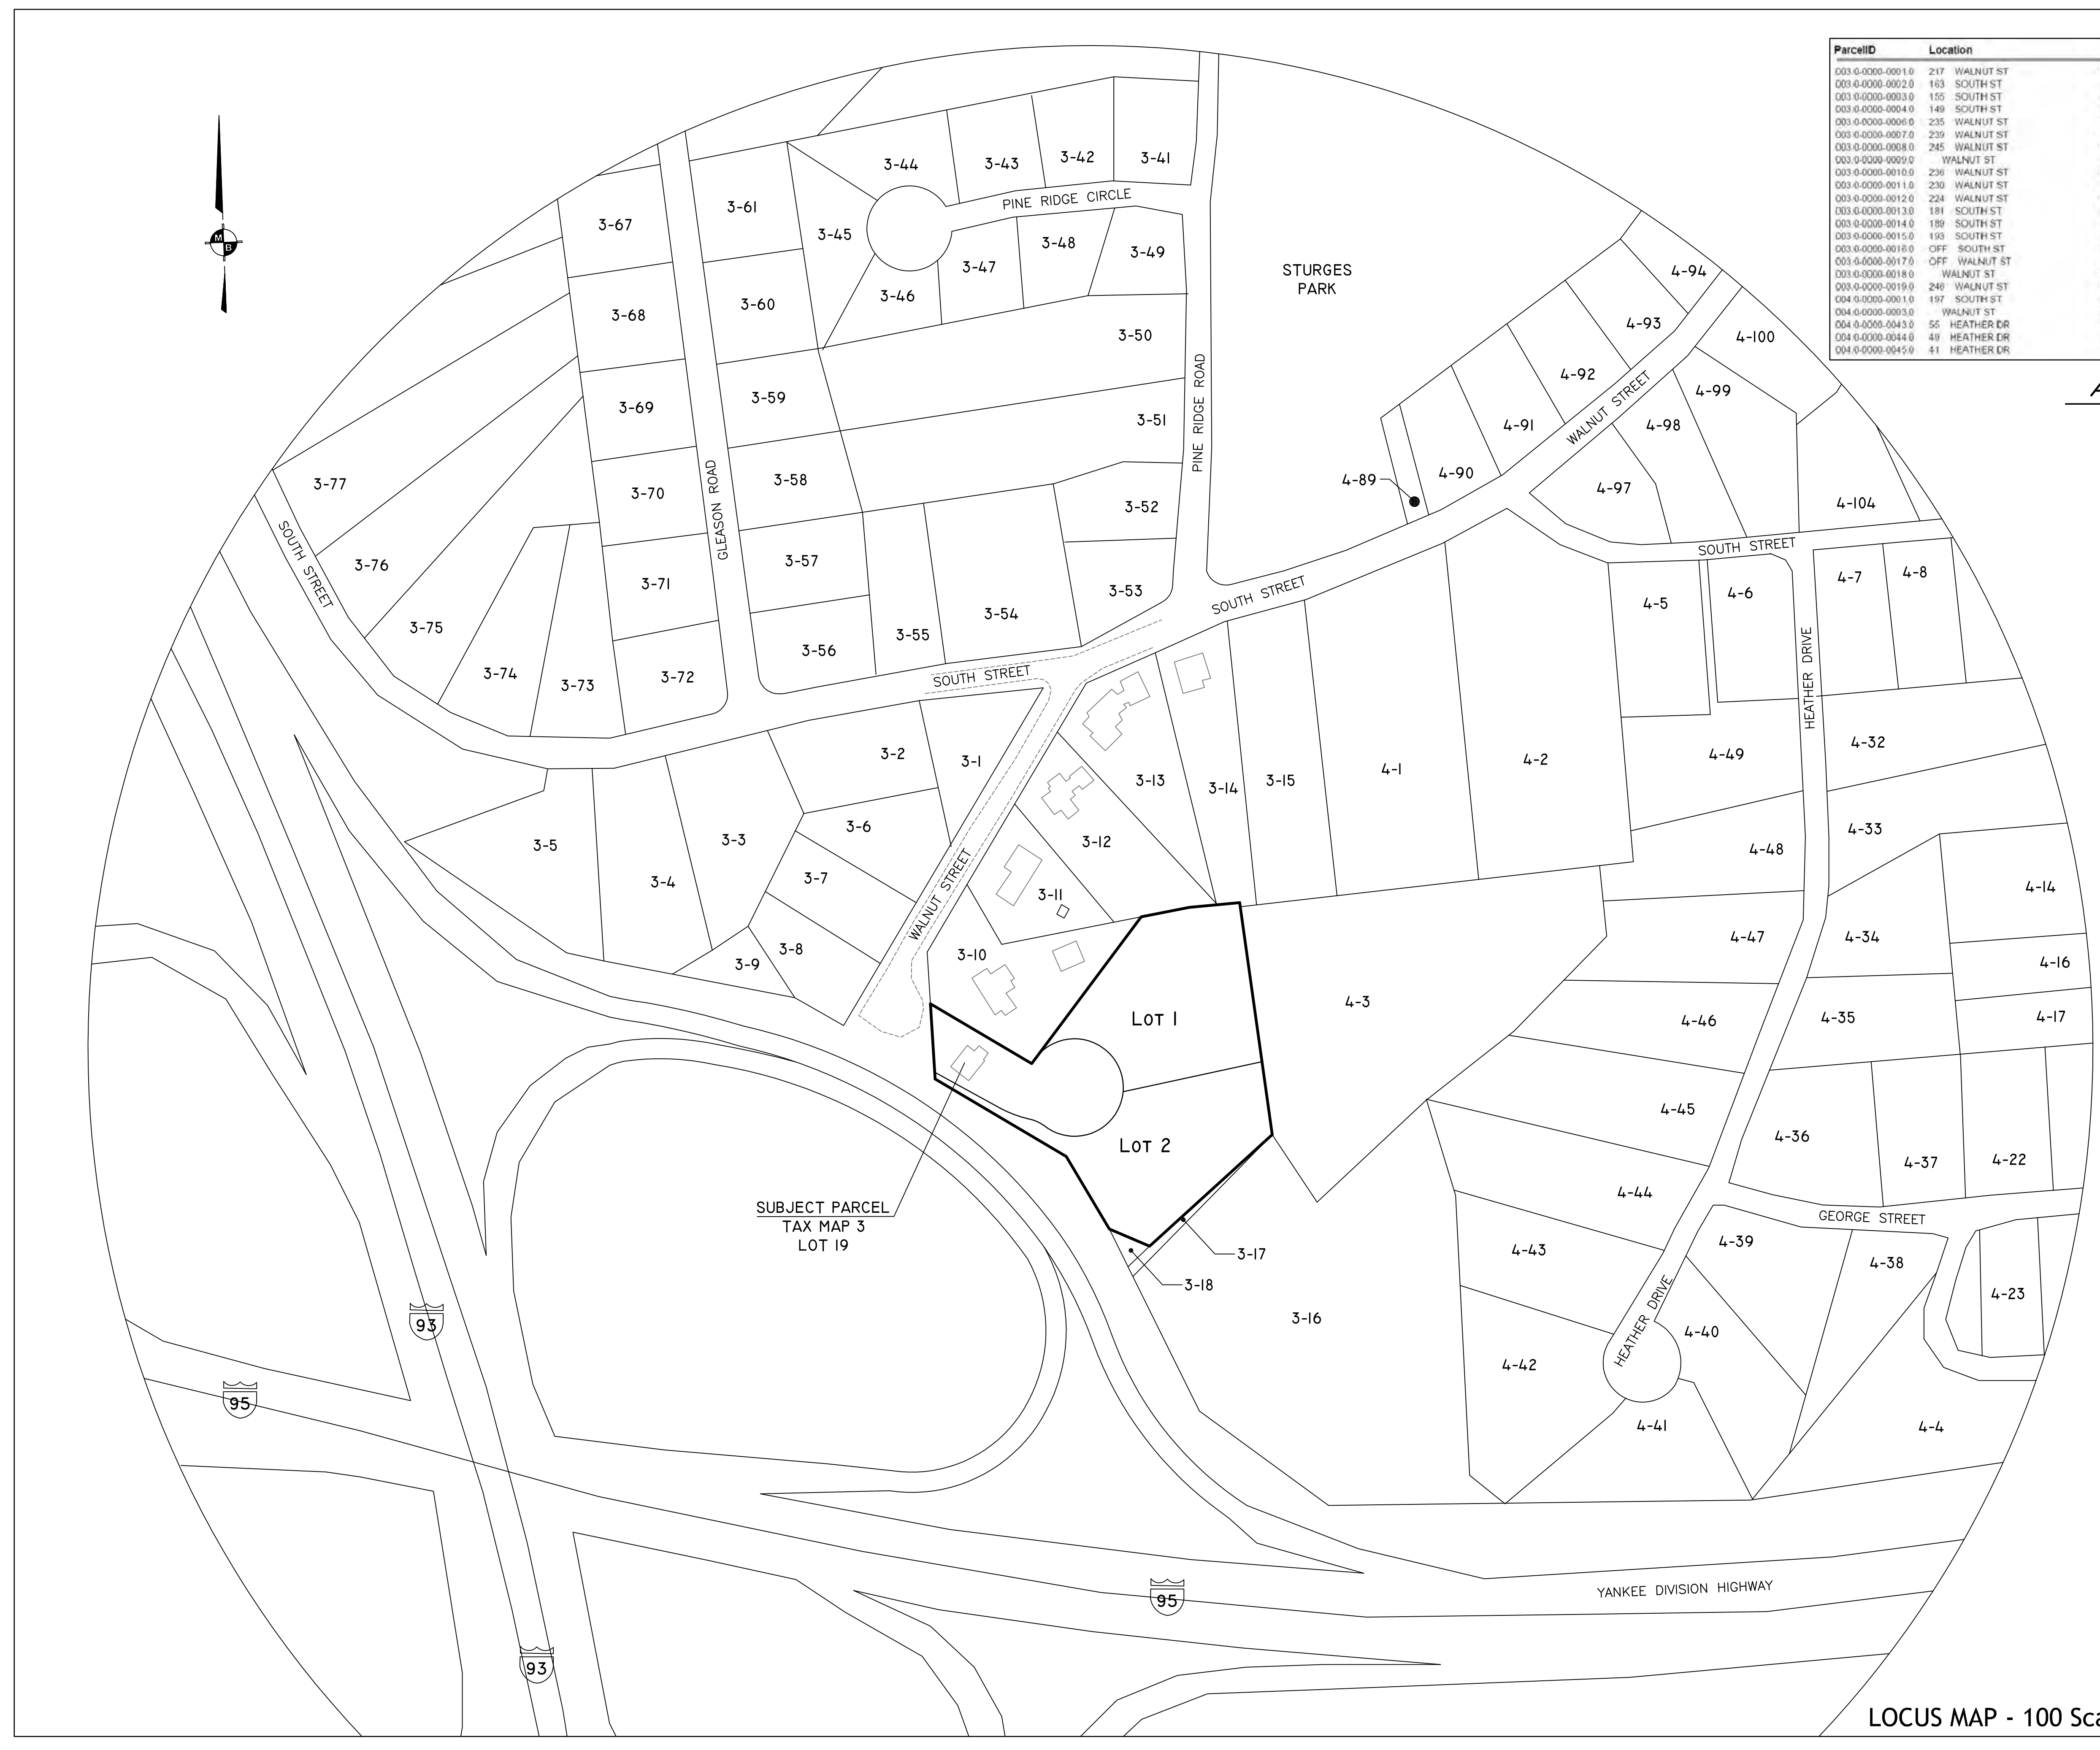 ParcelID Location
003.0-0000-0001.0 217 WALNUT ST
003.0-0000-0002.0 163 SOUTH ST
003.0-0000-0003.0 155 SOUTH ST
003.0-0000-0004.0 149 SOUTH ST
003.0-0000-0006.0 235 WALNUT ST
003.0-0000-0007.0 239 WALNUT ST
003.0-0000-0008.0 245 WALNUT ST
003.0-0000-0009.0 WALNUT ST
003.0-0000-0010.0 236 WALNUT ST
003.0-0000-0011.0 230 WALNUT ST
003.0-0000-0012.0 224 WALNUT ST
003.0-0000-0013.0 181 SOUTH ST
003.0-0000-0014.0 189 SOUTH ST
003.0-0000-0015.0 193 SOUTH ST
003.0-0000-0016.0 OFF SOUTH ST
003.0-0000-0017.0 OFF WALNUT ST
003.0-0000-0018.0 WALNUT ST
003.0-0000-0019.0 246 WALNUT ST
004.0-0000-0001.0 197 SOUTH ST
004.0-0000-0003.0 WALNUT ST
004.0-0000-0043.0 55 HEATHER DR
004.0-0000-0044.0 49 HEATHER DR
004.0-0000-0045.0 41 HEATHER DR
M
B
3-44
3-43
3-42
3-41
PINE RIDGE CIRCLE
3-67
3-61
3-45
3-48
3-49
3-47
3-46
3-68
3-60
3-50
3-69
3-59
3-51
3-77
3-70
3-58
3-52
3-76
3-71
3-57
3-53
3-75
3-74
3-73
3-72
3-56
3-55
3-54
SOUTH STREET
GLEASON ROAD
PINE RIDGE ROAD
STURGES
PARK
4-94
4-93
4-100
4-92
4-99
4-91
4-98
4-89
4-90
4-97
4-104
WALNUT STREET
SOUTH STREET
SOUTH STREET
SOUTH STREET
4-5
4-6
4-7
4-8
HEATHER DRIVE
3-2
3-1
3-13
3-14
3-15
4-1
4-2
4-49
4-32
3-5
3-4
3-3
3-6
3-7
3-8
3-9
WALNUT STREET
3-12
3-11
3-10
4-48
4-33
4-14
4-47
4-34
4-16
4-3
4-46
4-35
4-17
LOT 1
LOT 2
4-45
4-36
4-37
4-22
4-44
GEORGE STREET
SUBJECT PARCEL
TAX MAP 3
LOT 19
3-17
3-18
3-16
4-43
4-39
4-38
4-23
HEATHER DRIVE
4-40
4-42
4-41
4-4
93
95
95
93
YANKEE DIVISION HIGHWAY
LOCUS MAP - 100 Sca